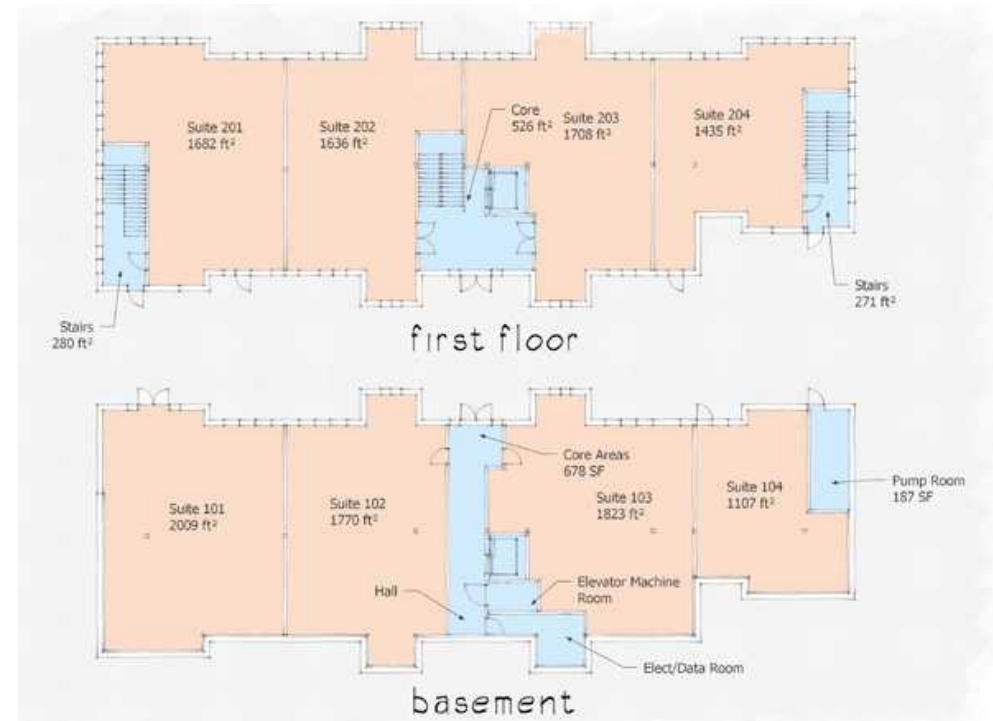 Suite 201
1682 ft²
Suite 202
1636 ft²
Core
526 ft²
Suite 203
1708 ft²
Suite 204
1435 ft²
Stairs
280 ft²
Stairs
271 ft²
first floor
Suite 101
2009 ft²
Suite 102
1770 ft²
Core Areas
678 SF
Suite 103
1823 ft²
Suite 104
1107 ft²
Pump Room
187 SF
Hall
Elevator Machine
Room
Elect/Data Room
basement